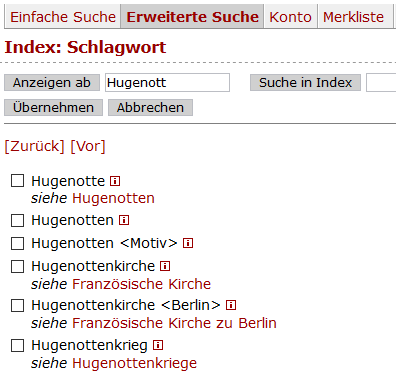 Einfache Suche Erweiterte Suche Konto Merkliste
Index: Schlagwort
Anzeigen ab Hugenott Suche in Index
Übernehmen Abbrechen
[Zurück] [Vor]
Hugenotte
siehe Hugenotten
Hugenotten
Hugenotten <Motiv>
Hugenottenkirche
siehe Französische Kirche
Hugenottenkirche <Berlin>
siehe Französische Kirche zu Berlin
Hugenottenkrieg
siehe Hugenottenkriege